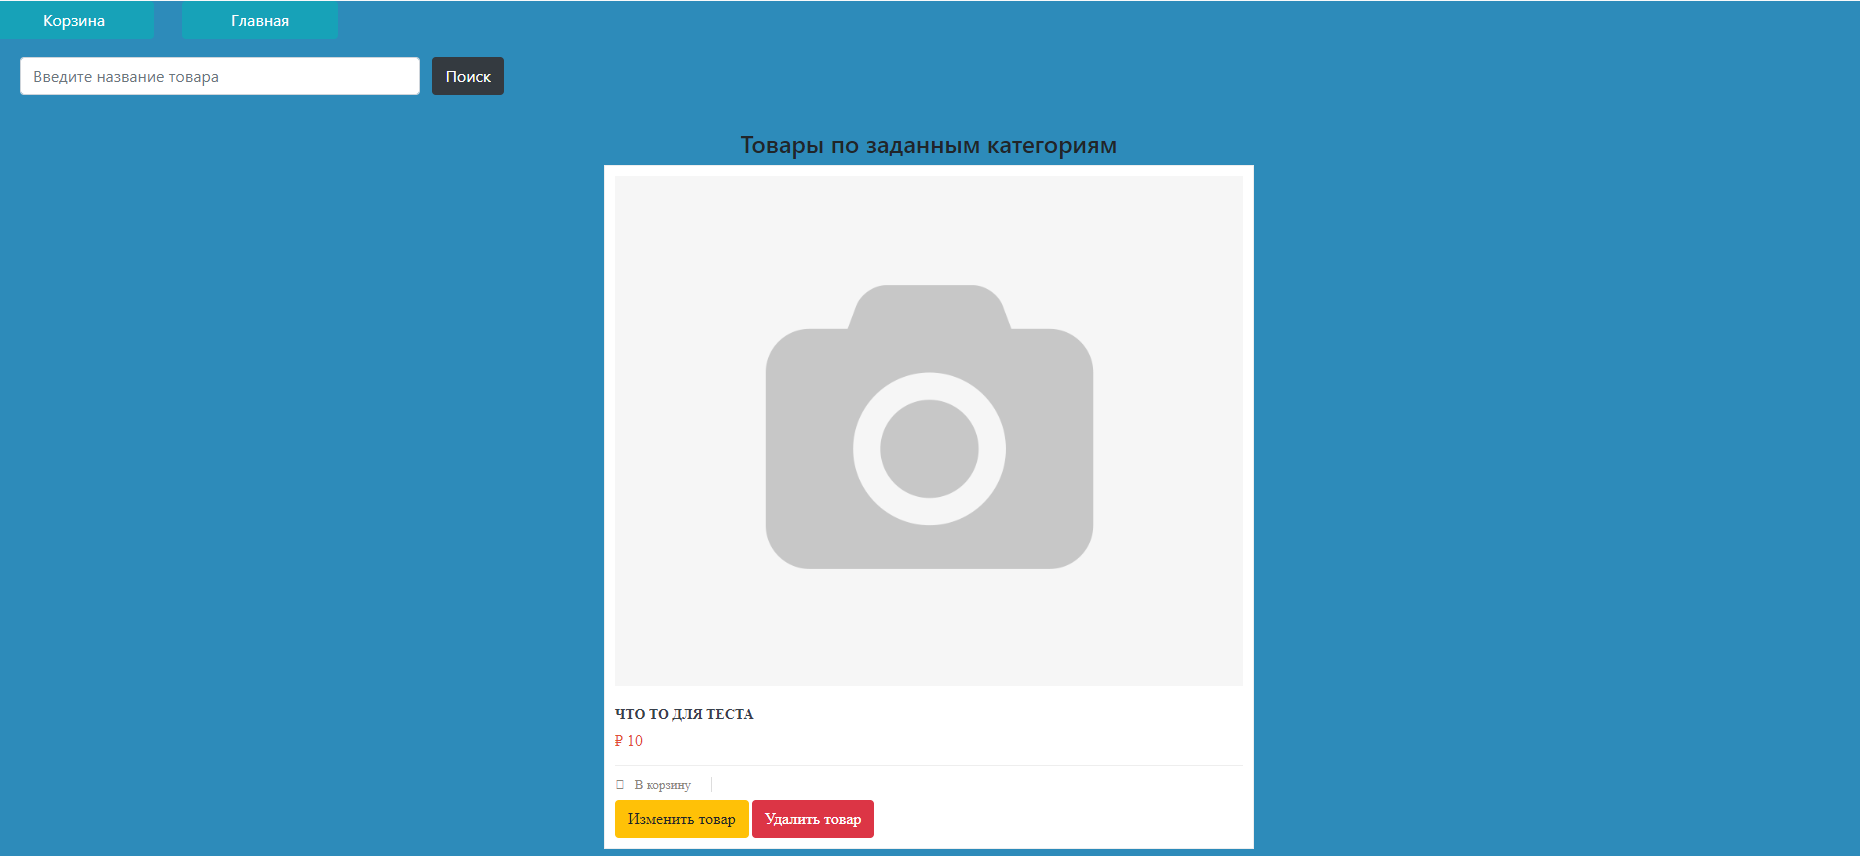 Корзина
Главная
Введите название товара
Поиск
Товары по заданным категориям
ЧТО ТО ДЛЯ ТЕСТА
₽ 10
В корзину
Изменить товар
Удалить товар